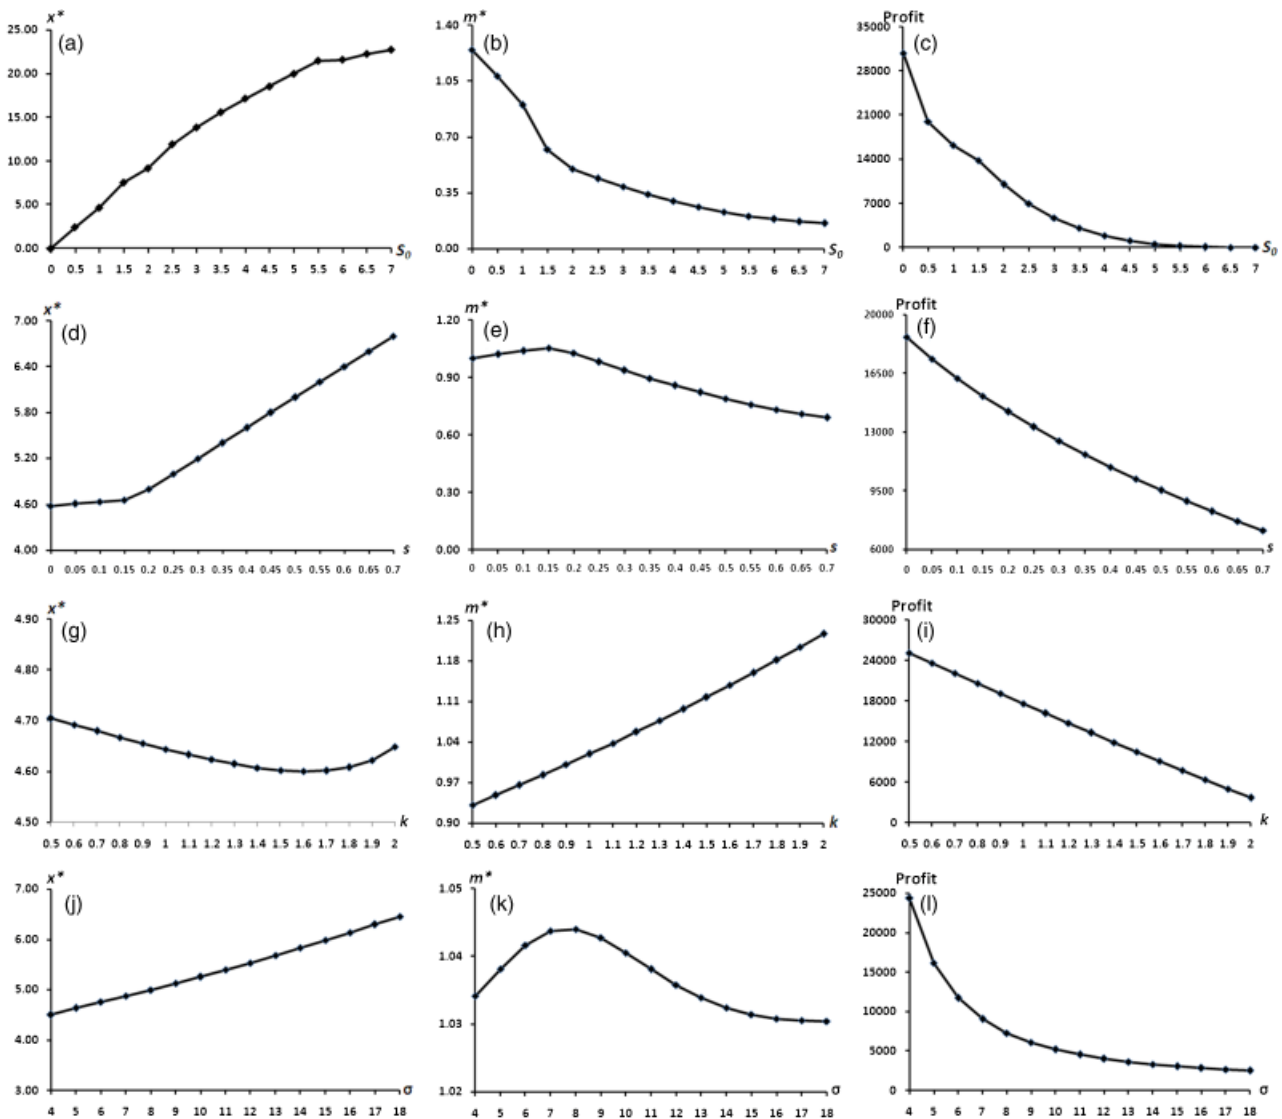 x* m* Profit
(a) (b) (c)
25.00 1.40 35000
20.00 1.05 28000
15.00 0.70 21000
10.00 0.35 14000
5.00 0.00 7000
0.00 0
0 0.5 1 1.5 2 2.5 3 3.5 4 4.5 5 5.5 6 6.5 7 S0
0 0.5 1 1.5 2 2.5 3 3.5 4 4.5 5 5.5 6 6.5 7 S0
0 0.5 1 1.5 2 2.5 3 3.5 4 4.5 5 5.5 6 6.5 7 S0
x* m* Profit
(d) (e) (f)
7.00 1.20 20000
6.40 0.90 16500
5.80 0.60 13000
5.20 0.30 9500
4.60 0.00 6000
4.00
0 0.05 0.1 0.15 0.2 0.25 0.3 0.35 0.4 0.45 0.5 0.55 0.6 0.65 0.7 s
0 0.05 0.1 0.15 0.2 0.25 0.3 0.35 0.4 0.45 0.5 0.55 0.6 0.65 0.7 s
0 0.05 0.1 0.15 0.2 0.25 0.3 0.35 0.4 0.45 0.5 0.55 0.6 0.65 0.7 s
x* m* Profit
(g) (h) (i)
4.90 1.25 30000
4.80 1.18 24000
4.70 1.11 18000
4.60 1.04 12000
4.50 0.97 6000
0.90 0
0.5 0.6 0.7 0.8 0.9 1 1.1 1.2 1.3 1.4 1.5 1.6 1.7 1.8 1.9 2 k
0.5 0.6 0.7 0.8 0.9 1 1.1 1.2 1.3 1.4 1.5 1.6 1.7 1.8 1.9 2 k
0.5 0.6 0.7 0.8 0.9 1 1.1 1.2 1.3 1.4 1.5 1.6 1.7 1.8 1.9 2 k
x* m* Profit
(j) (k) (l)
7.00 1.05 25000
6.00 1.04 20000
5.00 1.03 15000
4.00 1.02 10000
3.00 5000
0
4 5 6 7 8 9 10 11 12 13 14 15 16 17 18 σ
4 5 6 7 8 9 10 11 12 13 14 15 16 17 18 σ
4 5 6 7 8 9 10 11 12 13 14 15 16 17 18 σ